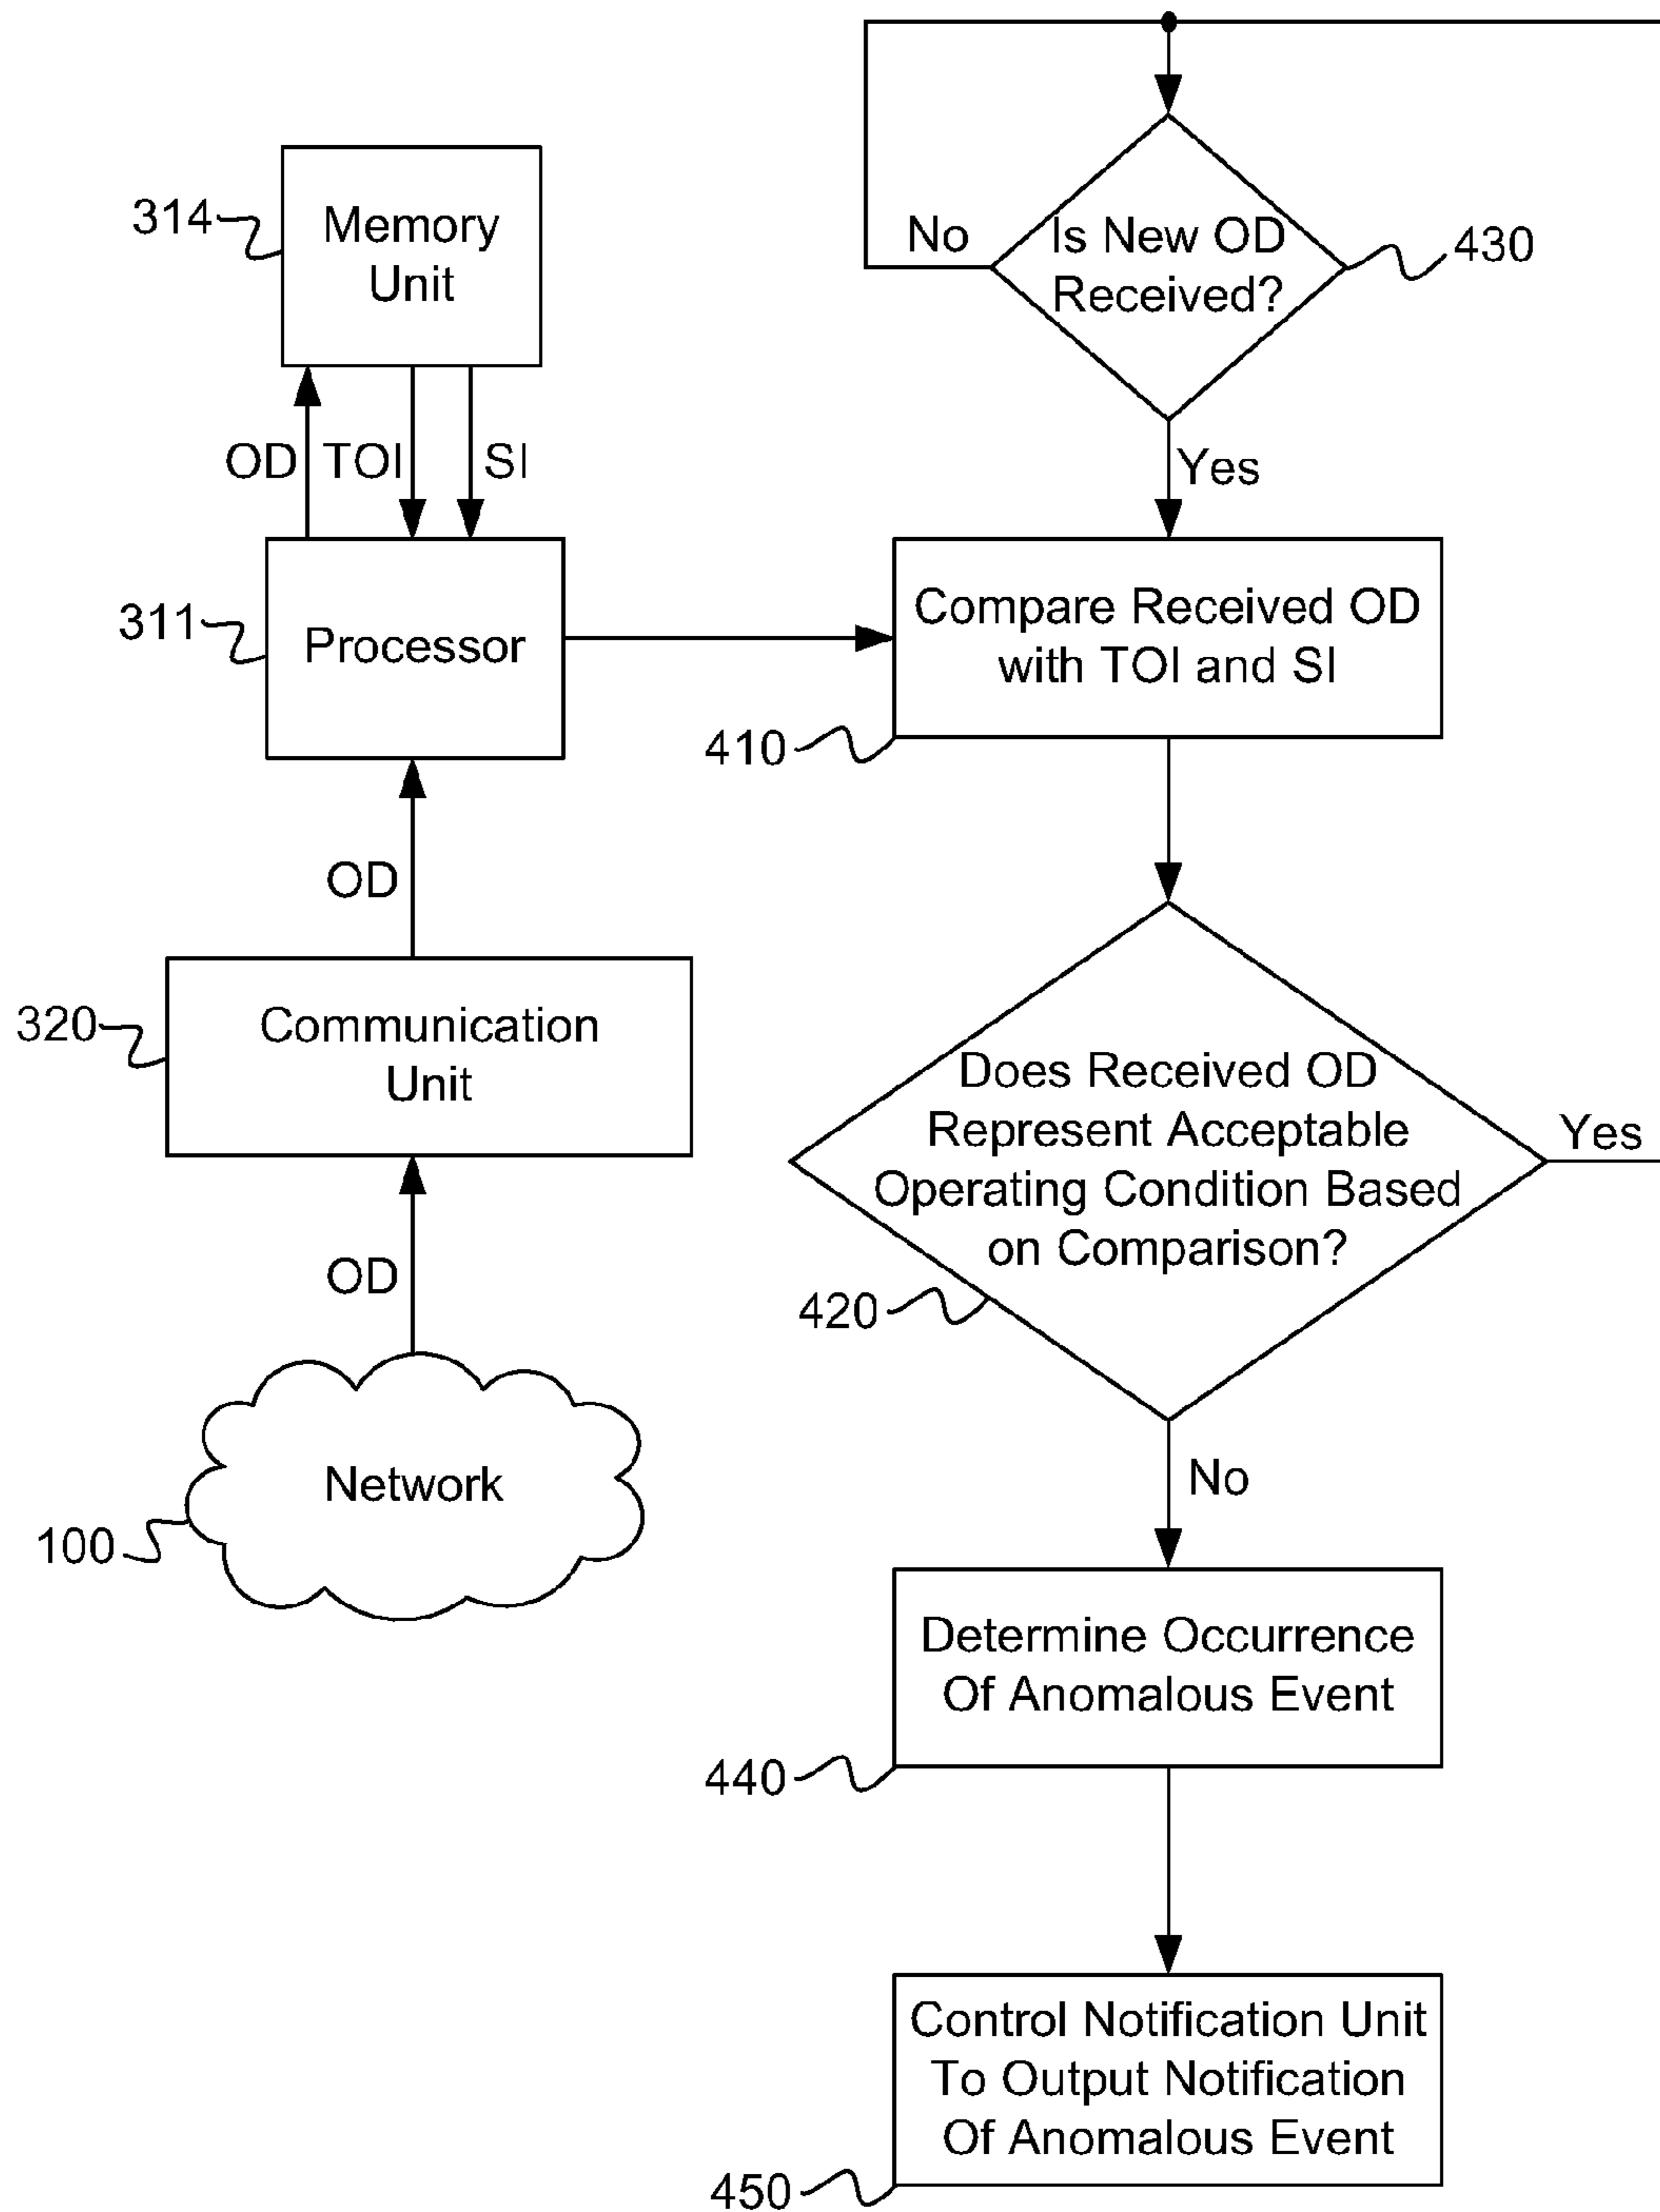 314
Memory
Unit
OD
TOI
SI
311
Processor
OD
320
Communication
Unit
OD
Network
100
No
Is New OD
Received?
430
Yes
Compare Received OD
with TOI and SI
410
Does Received OD
Represent Acceptable
Operating Condition Based
on Comparison?
Yes
420
No
Determine Occurrence
Of Anomalous Event
440
Control Notification Unit
To Output Notification
Of Anomalous Event
450